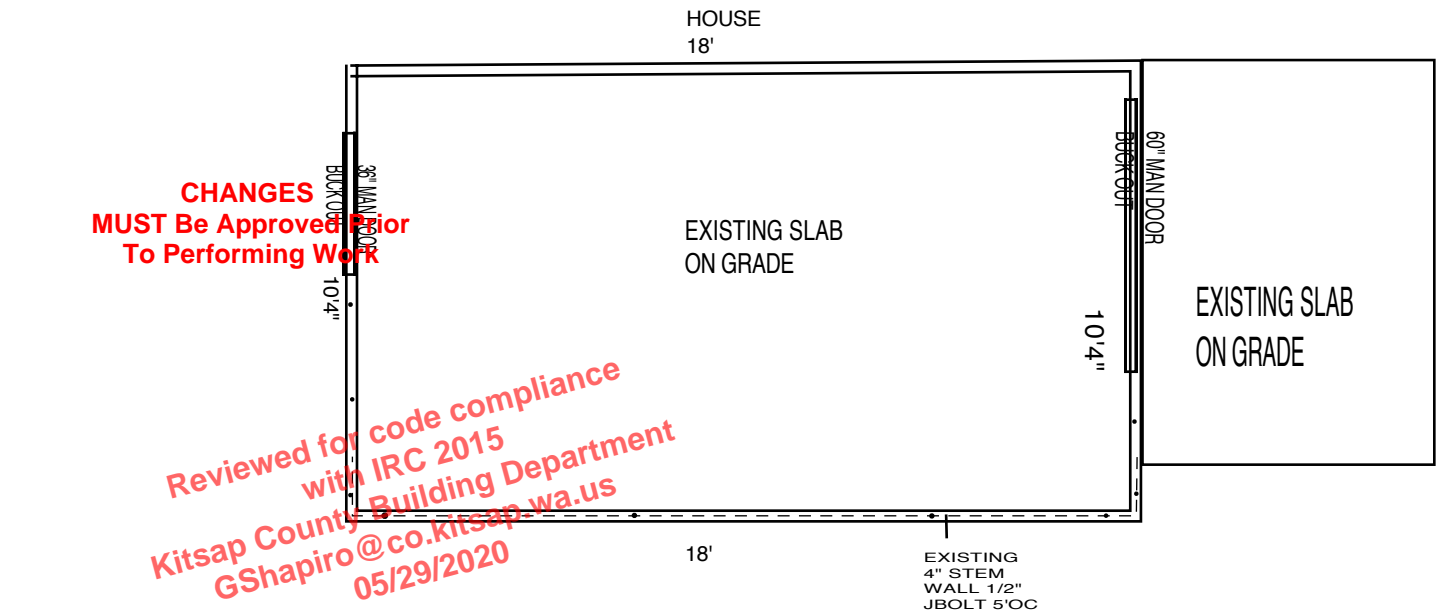 HOUSE
18'
36" MAN DOOR
BUCK OUT
60" MAN DOOR
BUCK OUT
CHANGES
MUST Be Approved Prior
To Performing Work
EXISTING SLAB
ON GRADE
10'4"
10'4"
EXISTING SLAB
ON GRADE
Reviewed for code compliance
with IRC 2015
Kitsap County Building Department
GShapiro@co.kitsap.wa.us
05/29/2020
18'
EXISTING
4" STEM
WALL 1/2"
JBOLT 5'OC